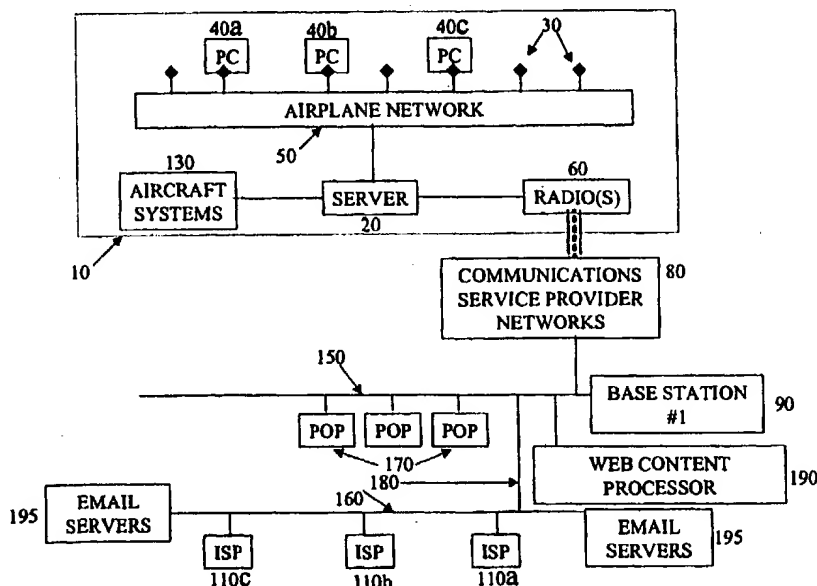 40a 40b 40c 30
PC PC PC
AIRPLANE NETWORK
50
130 60
AIRCRAFT
SYSTEMS
SERVER
RADIO(S)
20
10
COMMUNICATIONS
SERVICE PROVIDER
NETWORKS
80
150
BASE STATION
#1
90
POP POP POP
170
180
WEB CONTENT
PROCESSOR
190
160
195
EMAIL
SERVERS
EMAIL
SERVERS
195
ISP ISP ISP
110c 110b 110a